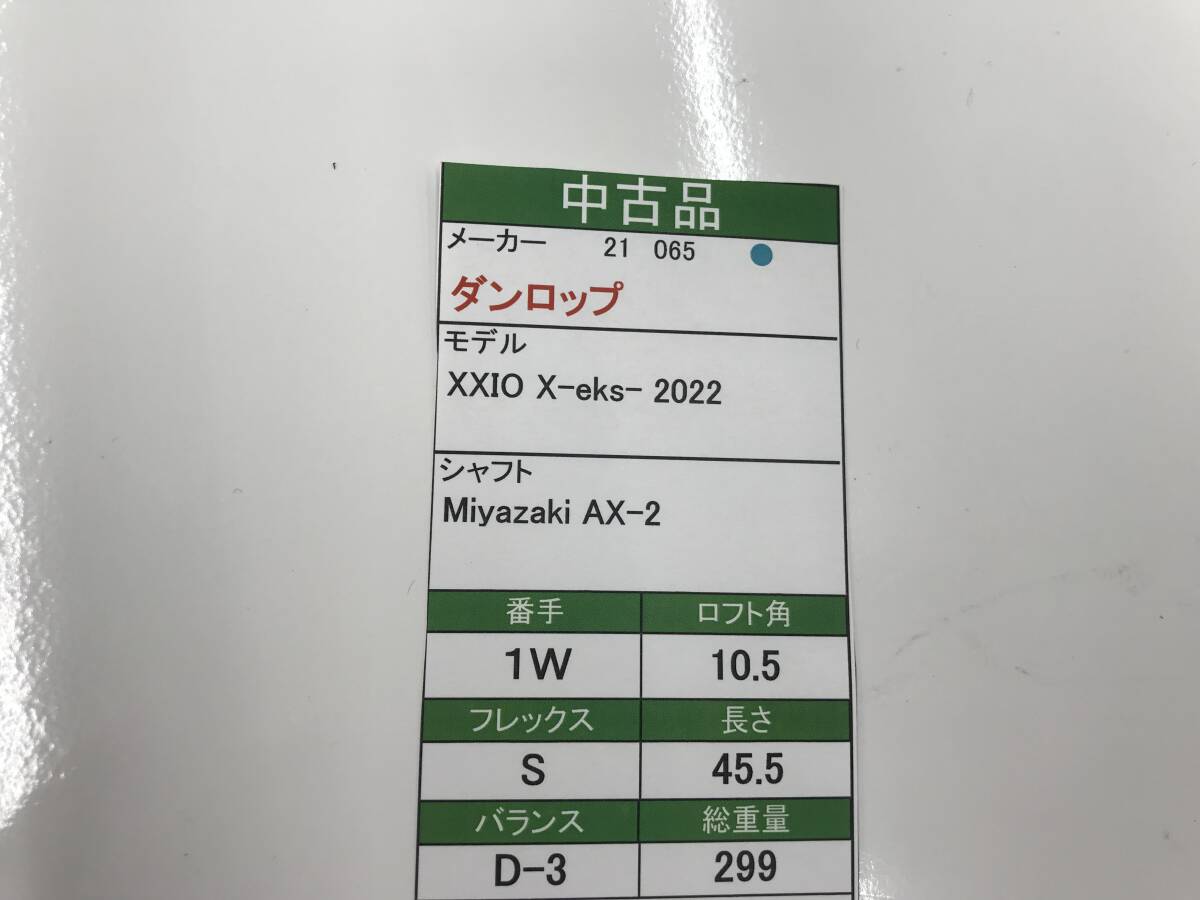 中古品
メーカー 21 065
ダンロップ
モデル
XXIO X-eks- 2022
シャフト
Miyazaki AX-2
番手 ロフト角
1W 10.5
フレックス 長さ
S 45.5
バランス 総重量
D-3 299